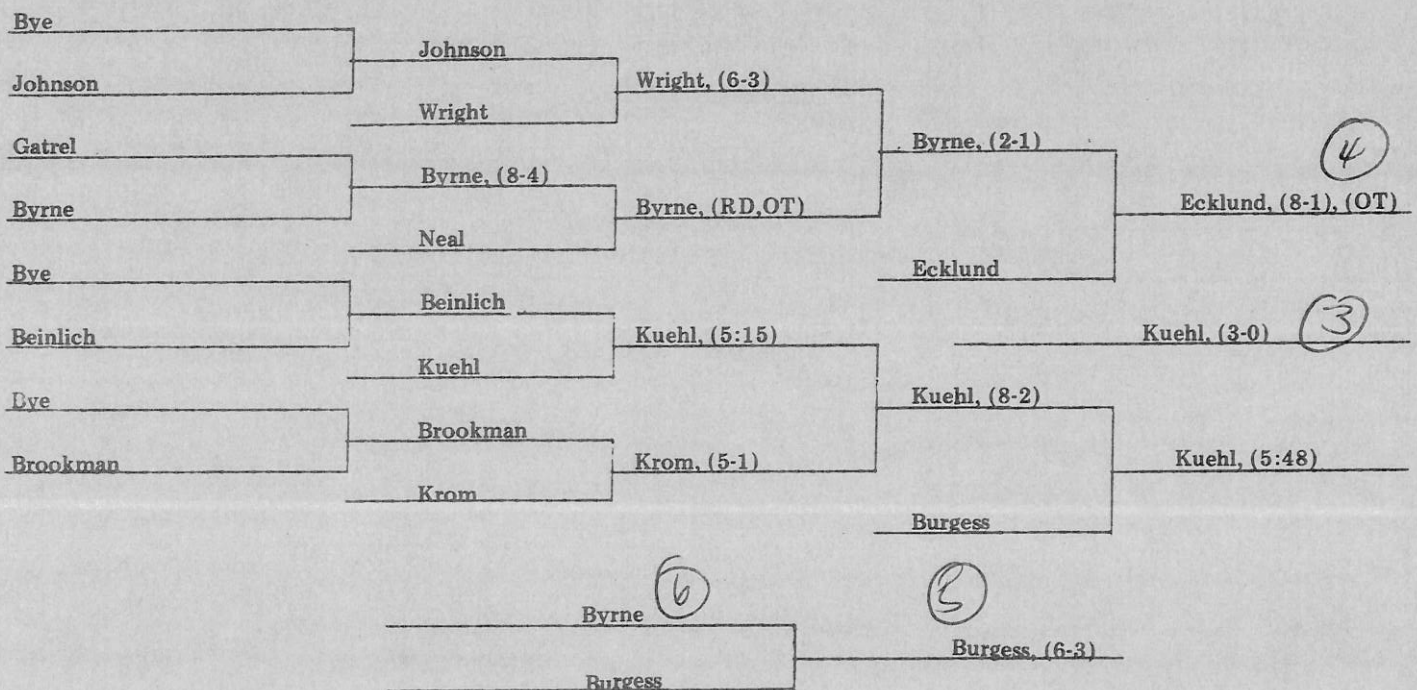 Bye
Johnson
Johnson
Wright, (6-3)
Wright
Gatrel
Byrne, (2-1)
4
Byrne, (8-4)
Byrne
Byrne, (RD,OT)
Ecklund, (8-1), (OT)
Neal
Bye
Ecklund
Beinlich
Beinlich
Kuehl, (5:15)
Kuehl, (3-0)
3
Kuehl
Bye
Kuehl, (8-2)
Brookman
Brookman
Krom, (5-1)
Kuehl, (5:48)
Krom
Burgess
Byrne
6
5
Burgess, (6-3)
Burgess